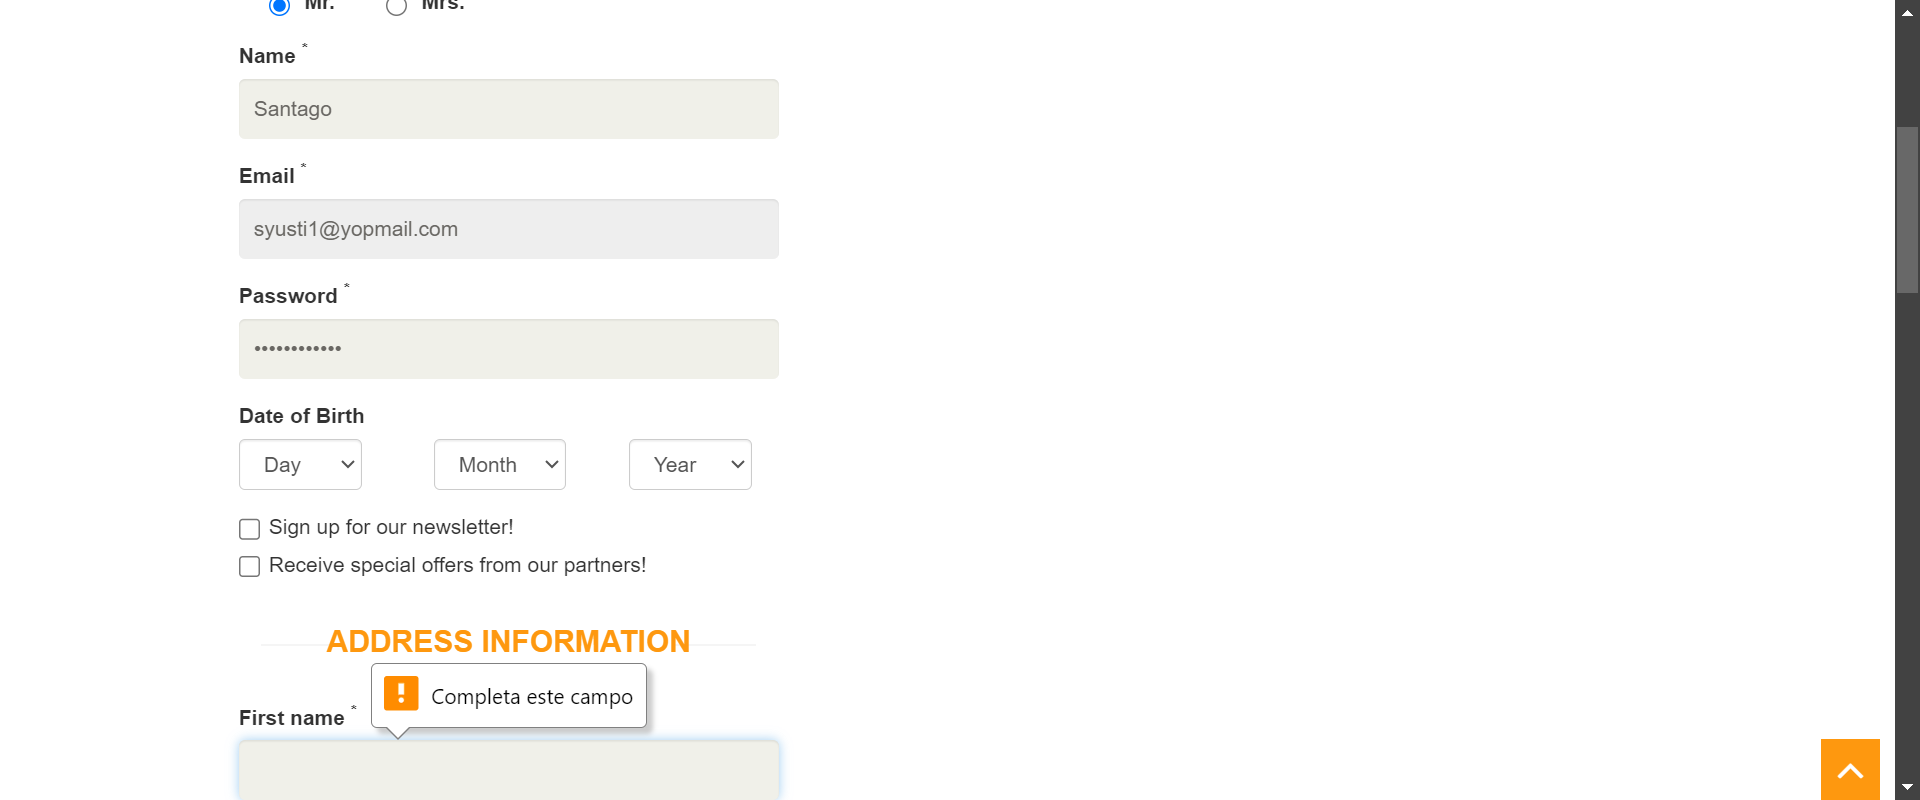 Mr. Mrs.
Name *
Santago
Email *
syusti1@yopmail.com
Password *
••••••••••••
Date of Birth
Day Month Year
Sign up for our newsletter!
Receive special offers from our partners!
ADDRESS INFORMATION
Completa este campo
First name *